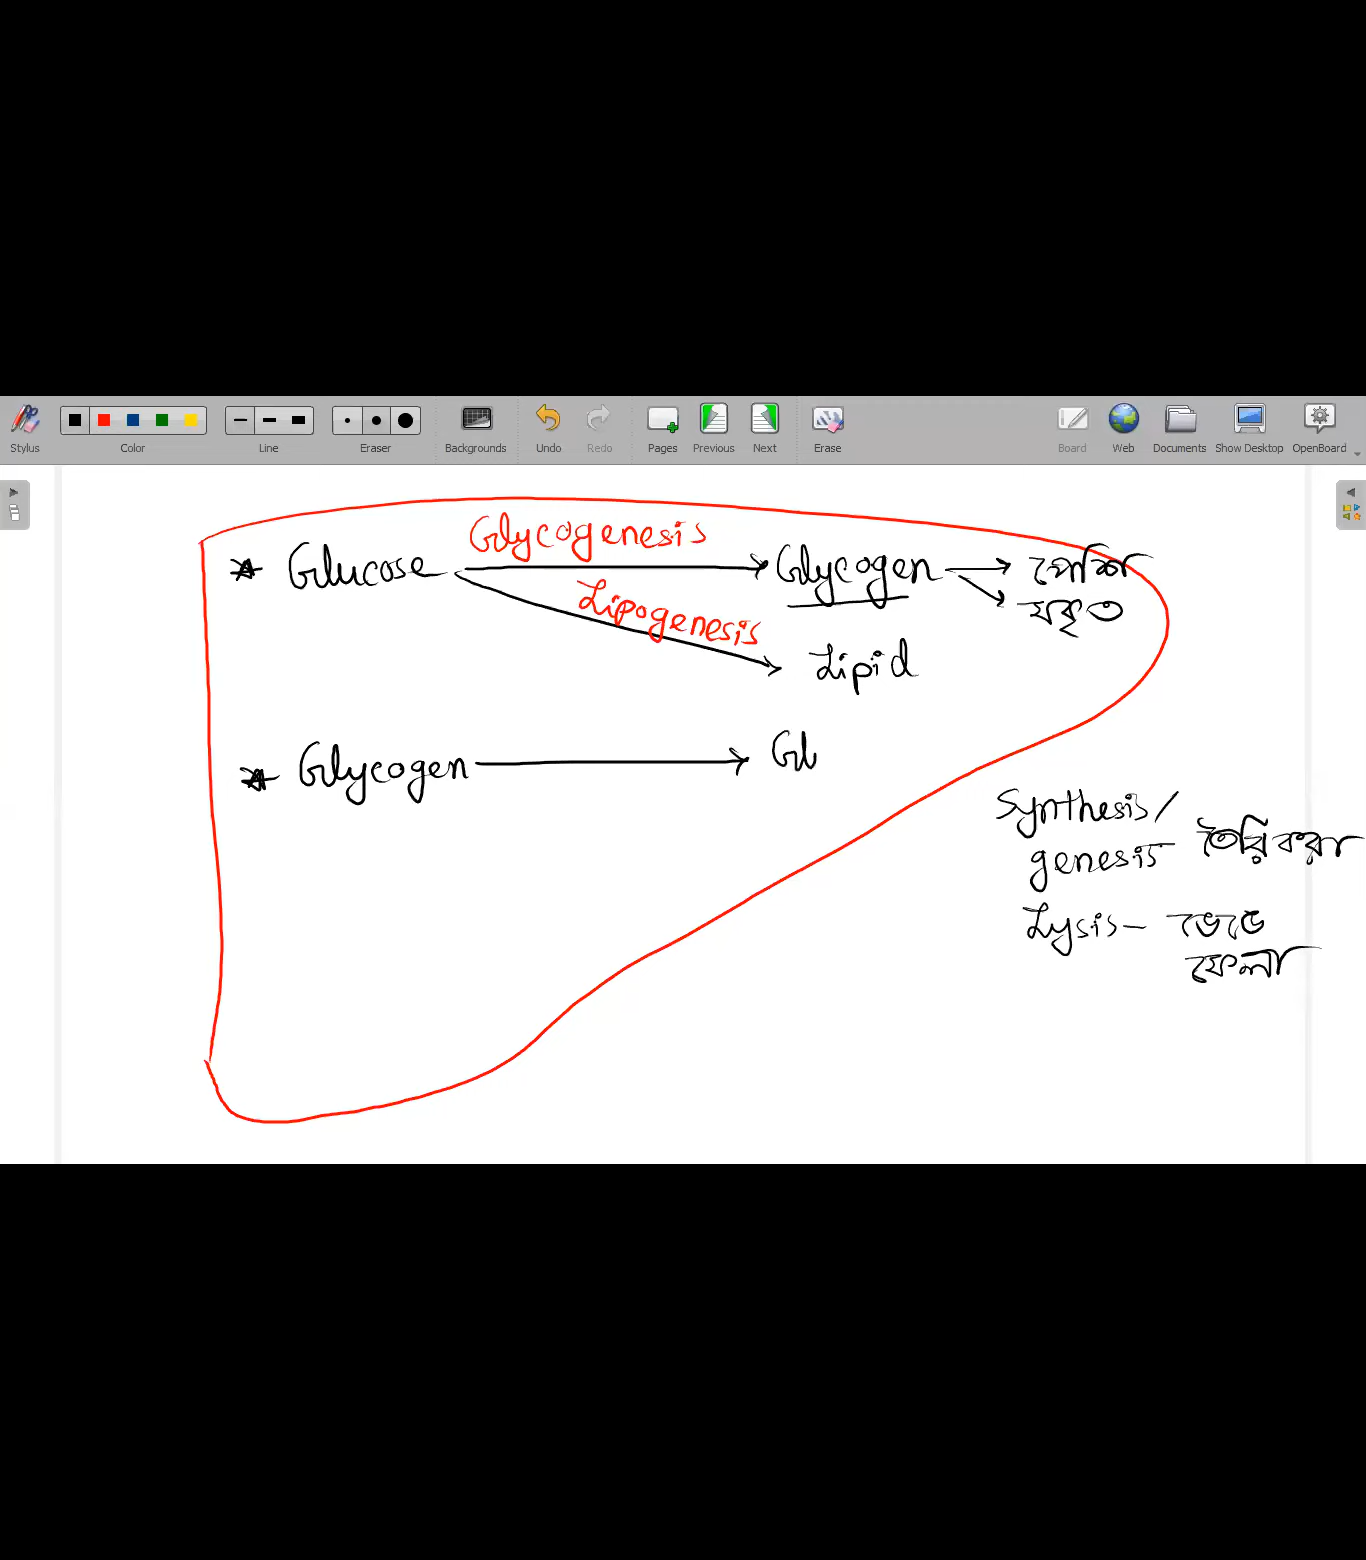 Stylus Color Line Eraser Backgrounds Undo Redo Pages Previous Next Erase Board Web Documents Show Desktop OpenBoard
Glycogenesis
* Glucose → Glycogen → পেশি
Lipogenesis
→ যকৃত
→ Lipid
* Glycogen → Gl
Synthesis/
genesis তৈরি করা
Lysis – ভেঙে
ফেলা